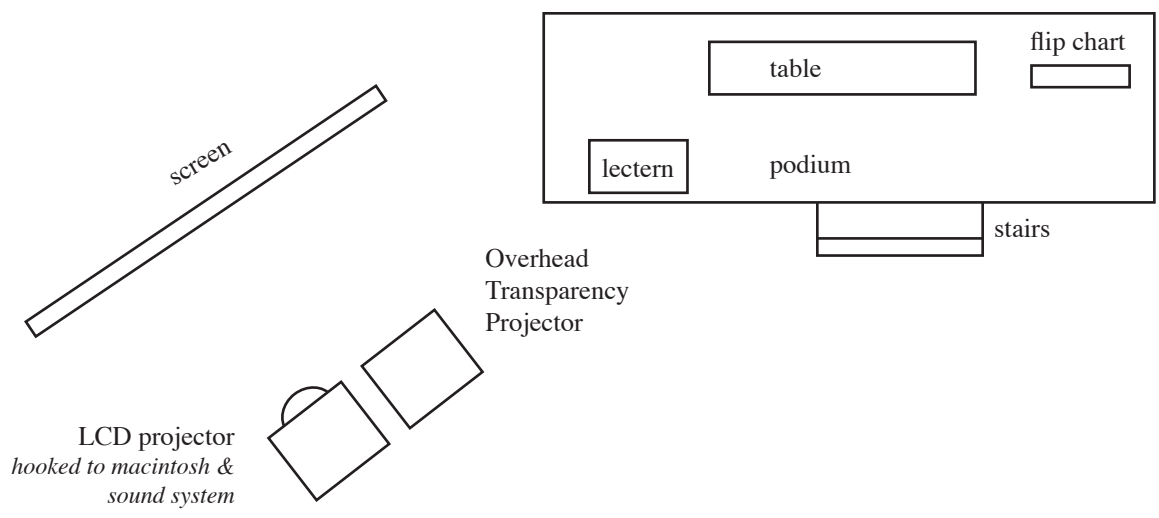 flip chart
table
screen
lectern
podium
stairs
Overhead
Transparency
Projector
LCD projector
hooked to macintosh &
sound system